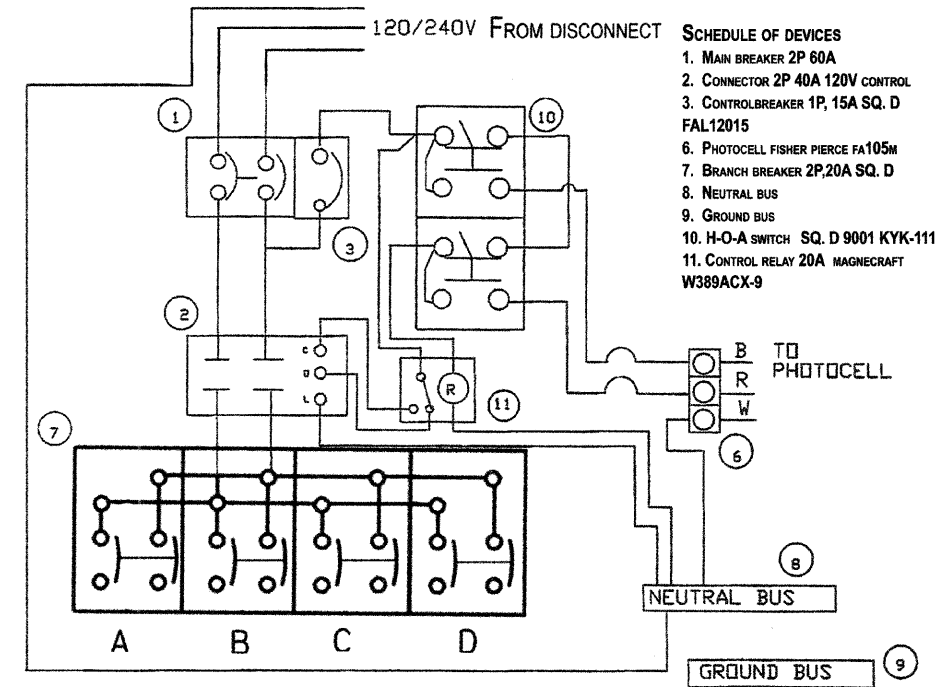 120/240V FROM DISCONNECT
SCHEDULE OF DEVICES
1. MAIN BREAKER 2P 60A
2. CONNECTOR 2P 40A 120V CONTROL
3. CONTROLBREAKER 1P, 15A SQ. D
FAL12015
6. PHOTOCELL FISHER PIERCE FA105M
7. BRANCH BREAKER 2P,20A SQ. D
8. NEUTRAL BUS
9. GROUND BUS
10. H-O-A SWITCH SQ. D 9001 KYK-111
11. CONTROL RELAY 20A MAGNECRAFT
W389ACX-9
1
10
3
2
C
L
R
11
B
R
W
TO
PHOTOCELL
6
7
A B C D
8
NEUTRAL BUS
9
GROUND BUS